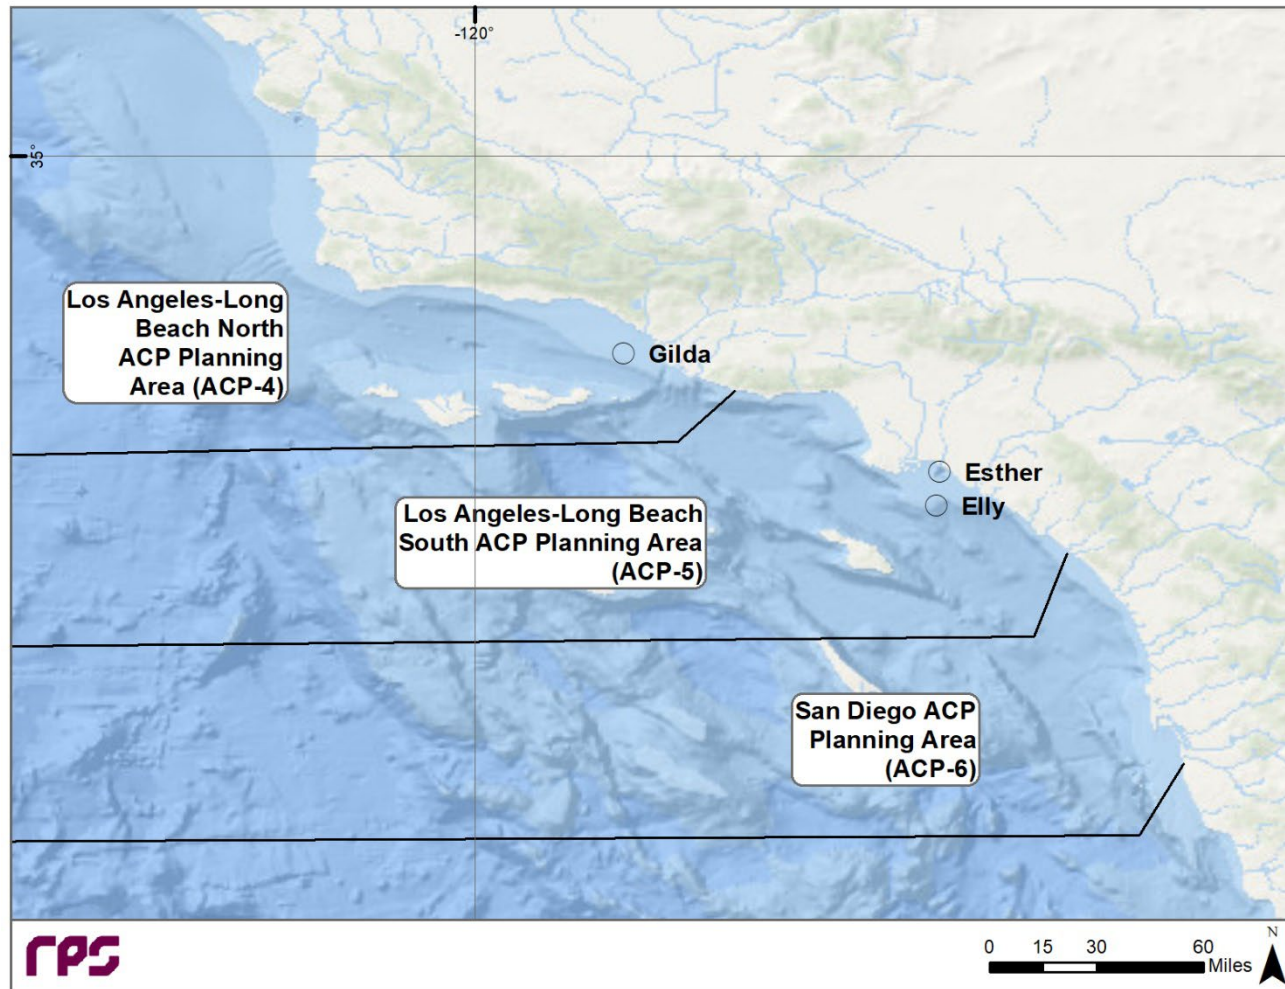 -120°
35°
Los Angeles-Long
Beach North
ACP Planning
Area (ACP-4)
Gilda
Esther
Elly
Los Angeles-Long Beach
South ACP Planning Area
(ACP-5)
San Diego ACP
Planning Area
(ACP-6)
rps
0 15 30 60
Miles
N